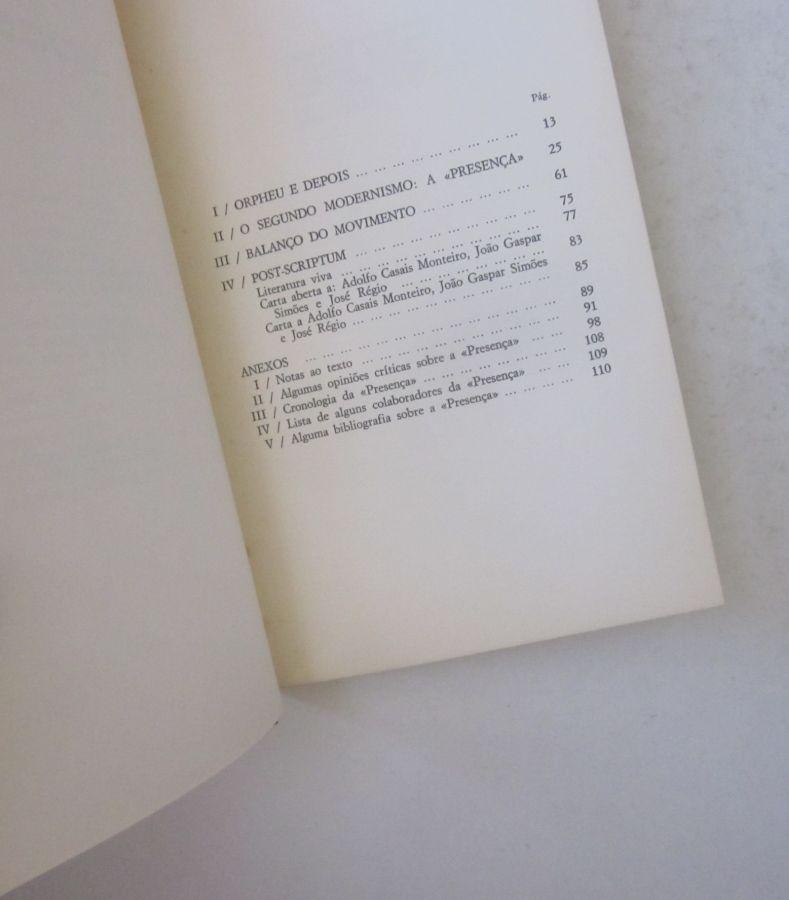 Pág.
I / ORPHEU E DEPOIS ... ... ... ... ... ... ... ... ... 13
II / O SEGUNDO MODERNISMO: A «PRESENÇA» 25
III / BALANÇO DO MOVIMENTO ... ... ... ... ... ... 61
IV / POST-SCRIPTUM ... ... ... ... ... ... ... ... ... ... 75
Literatura viva ... ... ... ... ... ... ... ... ... ... ... 77
Carta aberta a: Adolfo Casais Monteiro, João Gaspar
Simões e José Régio ... ... ... ... ... ... ... ... 83
Carta a Adolfo Casais Monteiro, João Gaspar Simões
e José Régio ... ... ... ... ... ... ... ... ... ... ... 85
ANEXOS ... ... ... ... ... ... ... ... ... ... ... ... ... ... 89
I / Notas ao texto ... ... ... ... ... ... ... ... ... ... ... 91
II / Algumas opiniões críticas sobre a «Presença» ... ... 98
III / Cronologia da «Presença» ... ... ... ... ... ... ... ... 108
IV / Lista de alguns colaboradores da «Presença» ... ... 109
V / Alguma bibliografia sobre a «Presença» ... ... ... ... 110